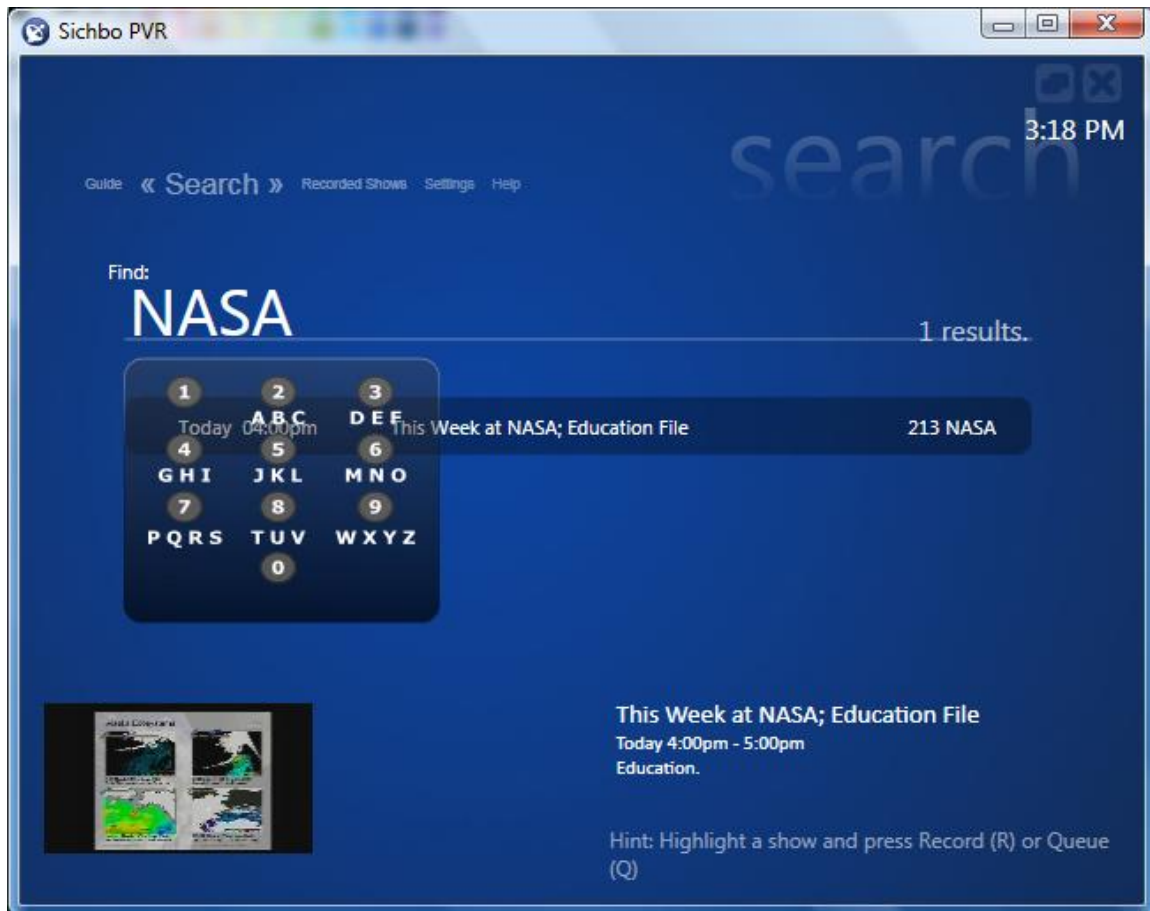 Sichbo PVR
3:18 PM
search
Guide « Search » Recorded Shows Settings Help
Find:
NASA
1 results.
1 2 3
ABC DEF
Today 04:00pm This Week at NASA; Education File 213 NASA
4 5 6
GHI JKL MNO
7 8 9
PQRS TUV WXYZ
0
This Week at NASA; Education File
Today 4:00pm - 5:00pm
Education.
Hint: Highlight a show and press Record (R) or Queue
(Q)